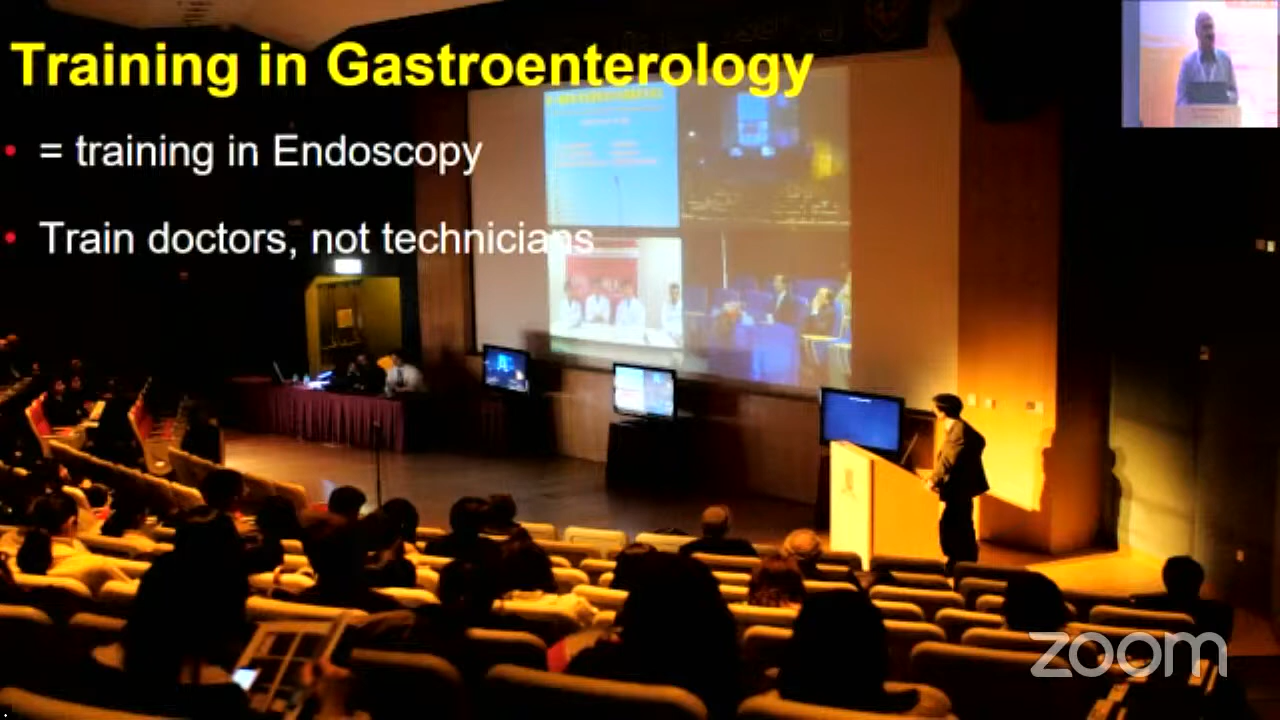 Training in Gastroenterology
= training in Endoscopy
Train doctors, not technicians
zoom